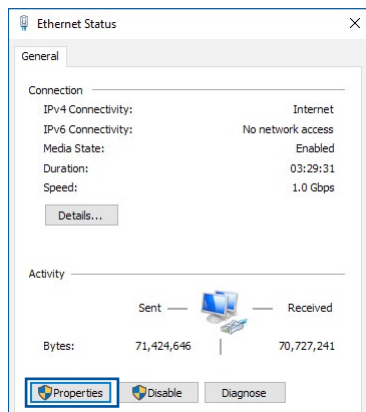 Ethernet Status
General
Connection
IPv4 Connectivity: Internet
IPv6 Connectivity: No network access
Media State: Enabled
Duration: 03:29:31
Speed: 1.0 Gbps
Details...
Activity
Sent Received
Bytes: 71,424,646 70,727,241
Properties Disable Diagnose